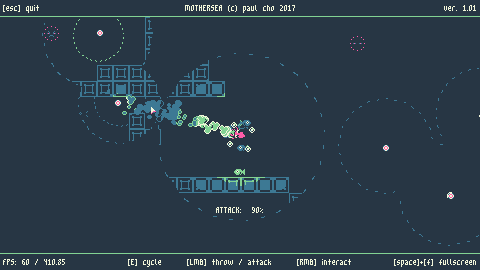 [esc] quit
MOTHERSEA (c) paul cho 2017
ver. 1.01
ATTACK: 90%
FPS: 60 / 410.85
[E] cycle
[LMB] throw / attack
[RMB] interact
[space]+[f] fullscreen